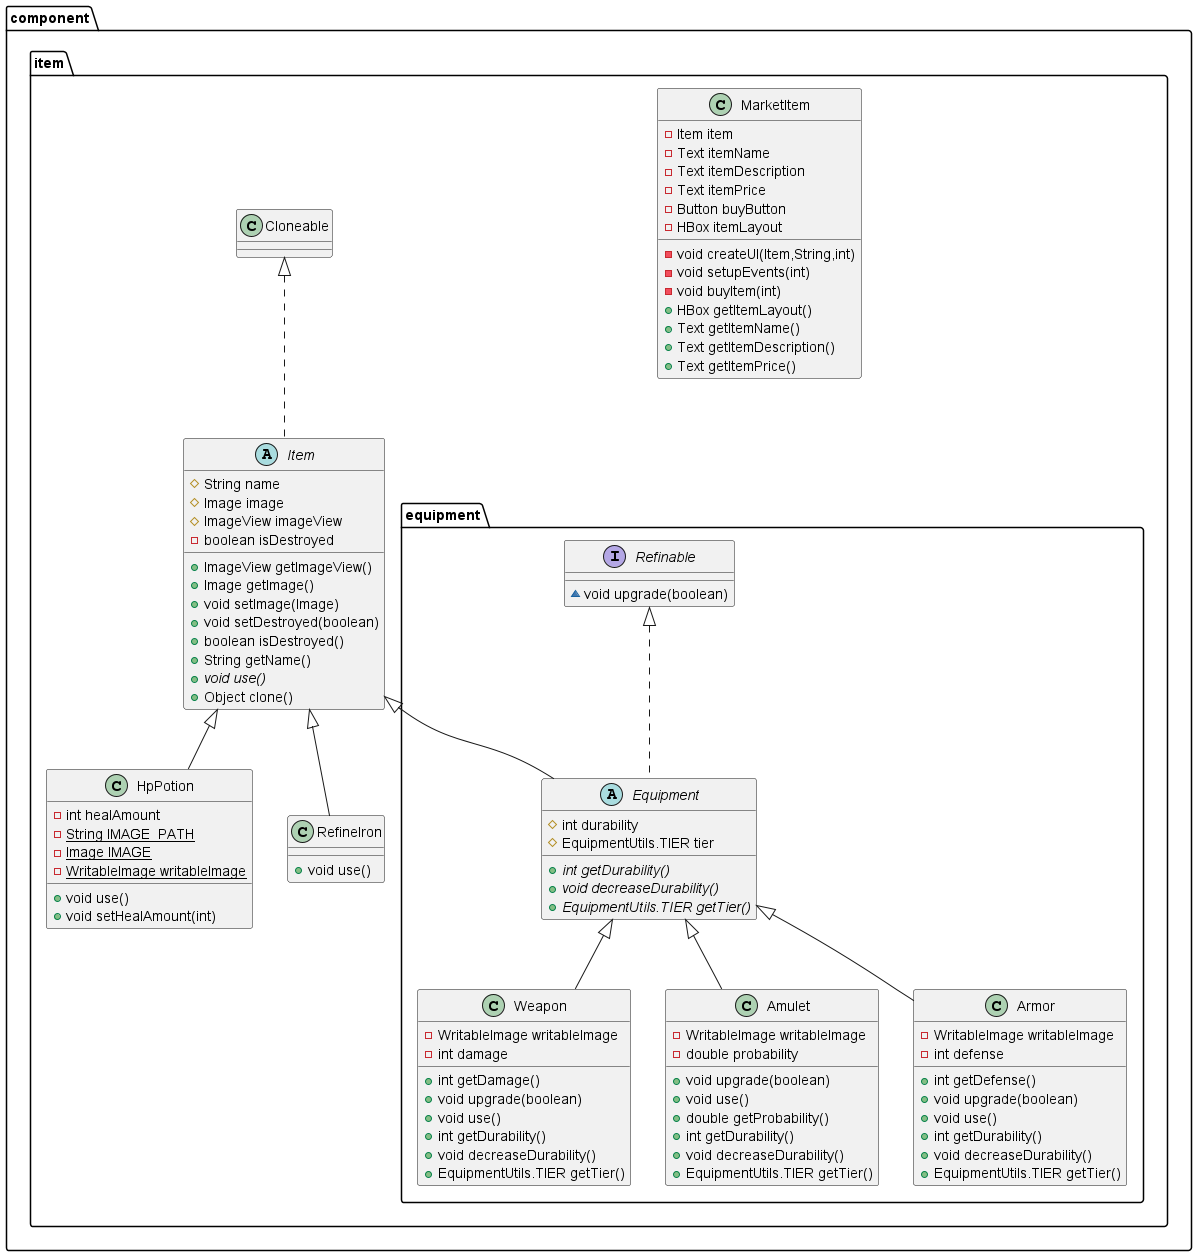 component
item
C MarketItem
Item item
Text itemName
Text itemDescription
Text itemPrice
Button buyButton
HBox itemLayout
void createUI(Item,String,int)
void setupEvents(int)
void buyItem(int)
HBox getItemLayout()
Text getItemName()
Text getItemDescription()
Text getItemPrice()
C Cloneable
A Item
String name
Image image
ImageView imageView
boolean isDestroyed
ImageView getImageView()
Image getImage()
void setImage(Image)
void setDestroyed(boolean)
boolean isDestroyed()
String getName()
void use()
Object clone()
equipment
I Refinable
void upgrade(boolean)
C HpPotion
int healAmount
String IMAGE_PATH
Image IMAGE
WritableImage writableImage
void use()
void setHealAmount(int)
C RefineIron
void use()
A Equipment
int durability
EquipmentUtils.TIER tier
int getDurability()
void decreaseDurability()
EquipmentUtils.TIER getTier()
C Weapon
WritableImage writableImage
int damage
int getDamage()
void upgrade(boolean)
void use()
int getDurability()
void decreaseDurability()
EquipmentUtils.TIER getTier()
C Amulet
WritableImage writableImage
double probability
void upgrade(boolean)
void use()
double getProbability()
int getDurability()
void decreaseDurability()
EquipmentUtils.TIER getTier()
C Armor
WritableImage writableImage
int defense
int getDefense()
void upgrade(boolean)
void use()
int getDurability()
void decreaseDurability()
EquipmentUtils.TIER getTier()